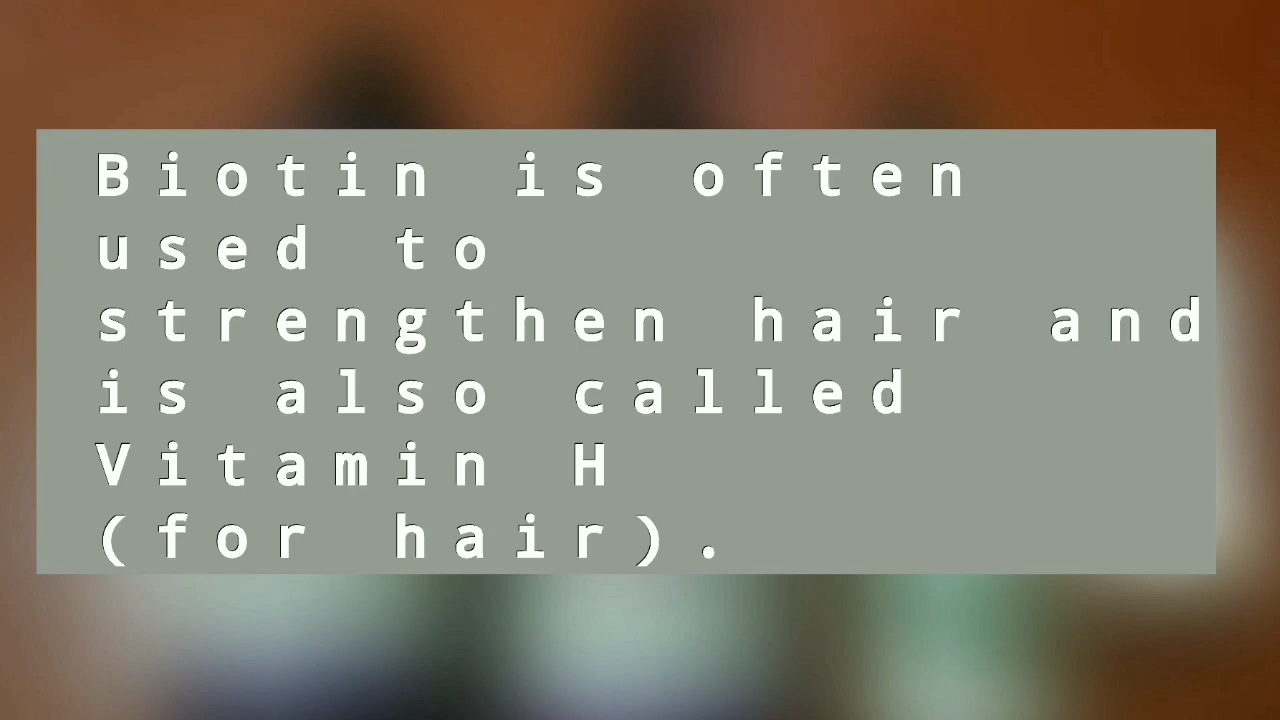 Biotin is often
used to
strengthen hair and
is also called
Vitamin H
(for hair).